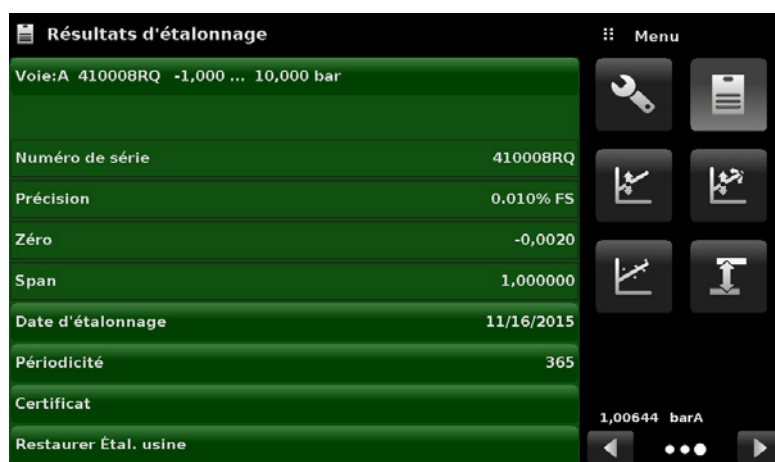 Résultats d'étalonnage
Menu
Voie:A 410008RQ -1,000 ... 10,000 bar
Numéro de série 410008RQ
Précision 0.010% FS
Zéro -0,0020
Span 1,000000
Date d'étalonnage 11/16/2015
Périodicité 365
Certificat
Restaurer Étal. usine
1,00644 barA